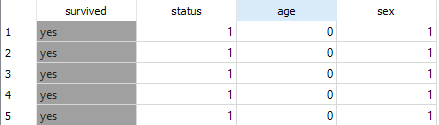 survived status age sex
1 yes 1 0 1
2 yes 1 0 1
3 yes 1 0 1
4 yes 1 0 1
5 yes 1 0 1